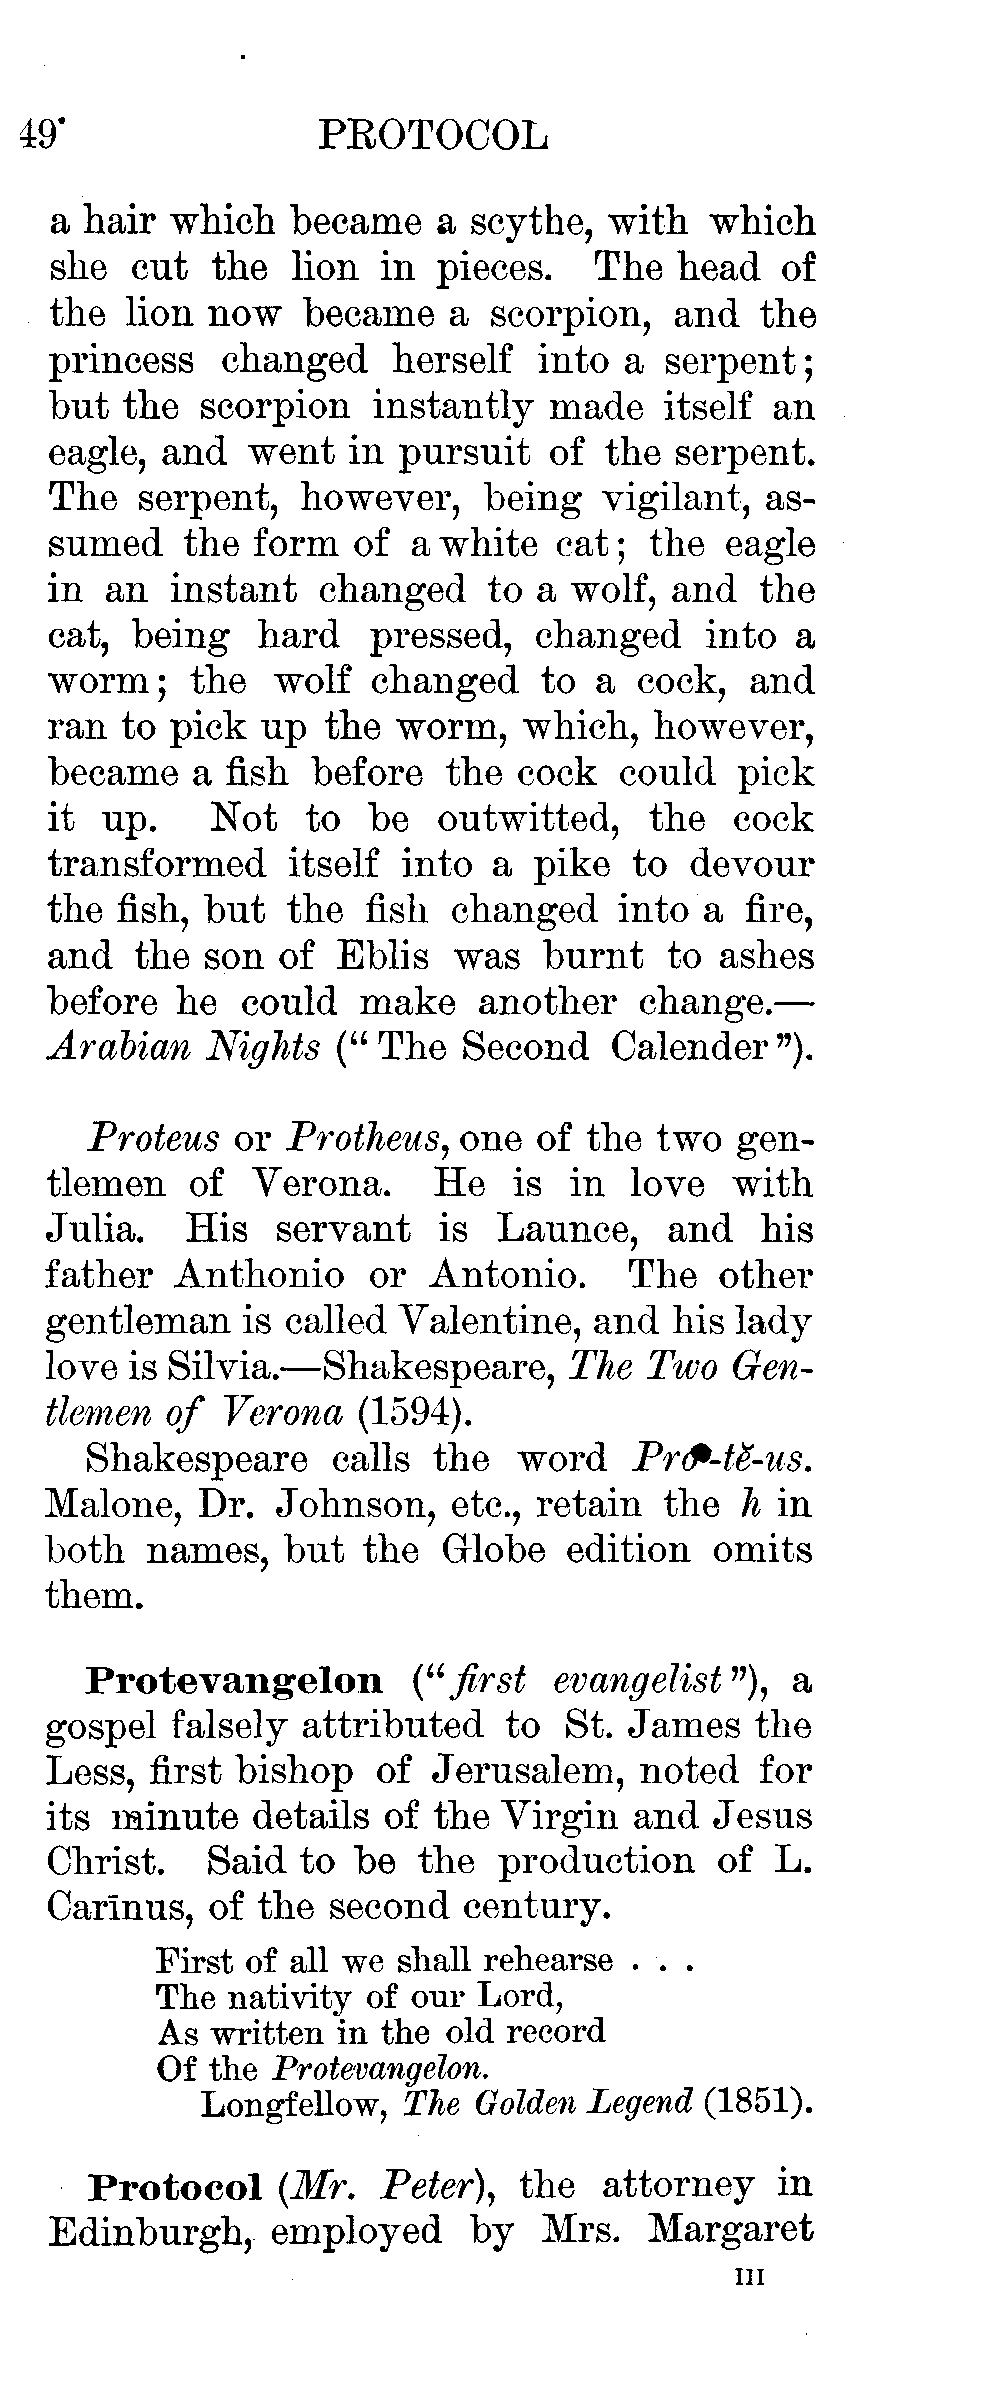 49 PROTOCOL
a hair which became a scythe, with which
she cut the lion in pieces. The head of
the lion now became a scorpion, and the
princess changed herself into a serpent;
but the scorpion instantly made itself an
eagle, and went in pursuit of the serpent.
The serpent, however, being vigilant, as-
sumed the form of a white cat; the eagle
in an instant changed to a wolf, and the
cat, being hard pressed, changed into a
worm; the wolf changed to a cock, and
ran to pick up the worm, which, however,
became a fish before the cock could pick
it up. Not to be outwitted, the cock
transformed itself into a pike to devour
the fish, but the fish changed into a fire,
and the son of Eblis was burnt to ashes
before he could make another change.—
Arabian Nights (“The Second Calender”).
Proteus or Protheus, one of the two gen-
tlemen of Verona. He is in love with
Julia. His servant is Launce, and his
father Anthonio or Antonio. The other
gentleman is called Valentine, and his lady
love is Silvia.—Shakespeare, The Two Gen-
tlemen of Verona (1594).
Shakespeare calls the word Pro-tĕ-us.
Malone, Dr. Johnson, etc., retain the h in
both names, but the Globe edition omits
them.
Protevangelon (“first evangelist”), a
gospel falsely attributed to St. James the
Less, first bishop of Jerusalem, noted for
its minute details of the Virgin and Jesus
Christ. Said to be the production of L.
Carīnus, of the second century.
First of all we shall rehearse . . .
The nativity of our Lord,
As written in the old record
Of the Protevangelon.
Longfellow, The Golden Legend (1851).
Protocol (Mr. Peter), the attorney in
Edinburgh, employed by Mrs. Margaret
III